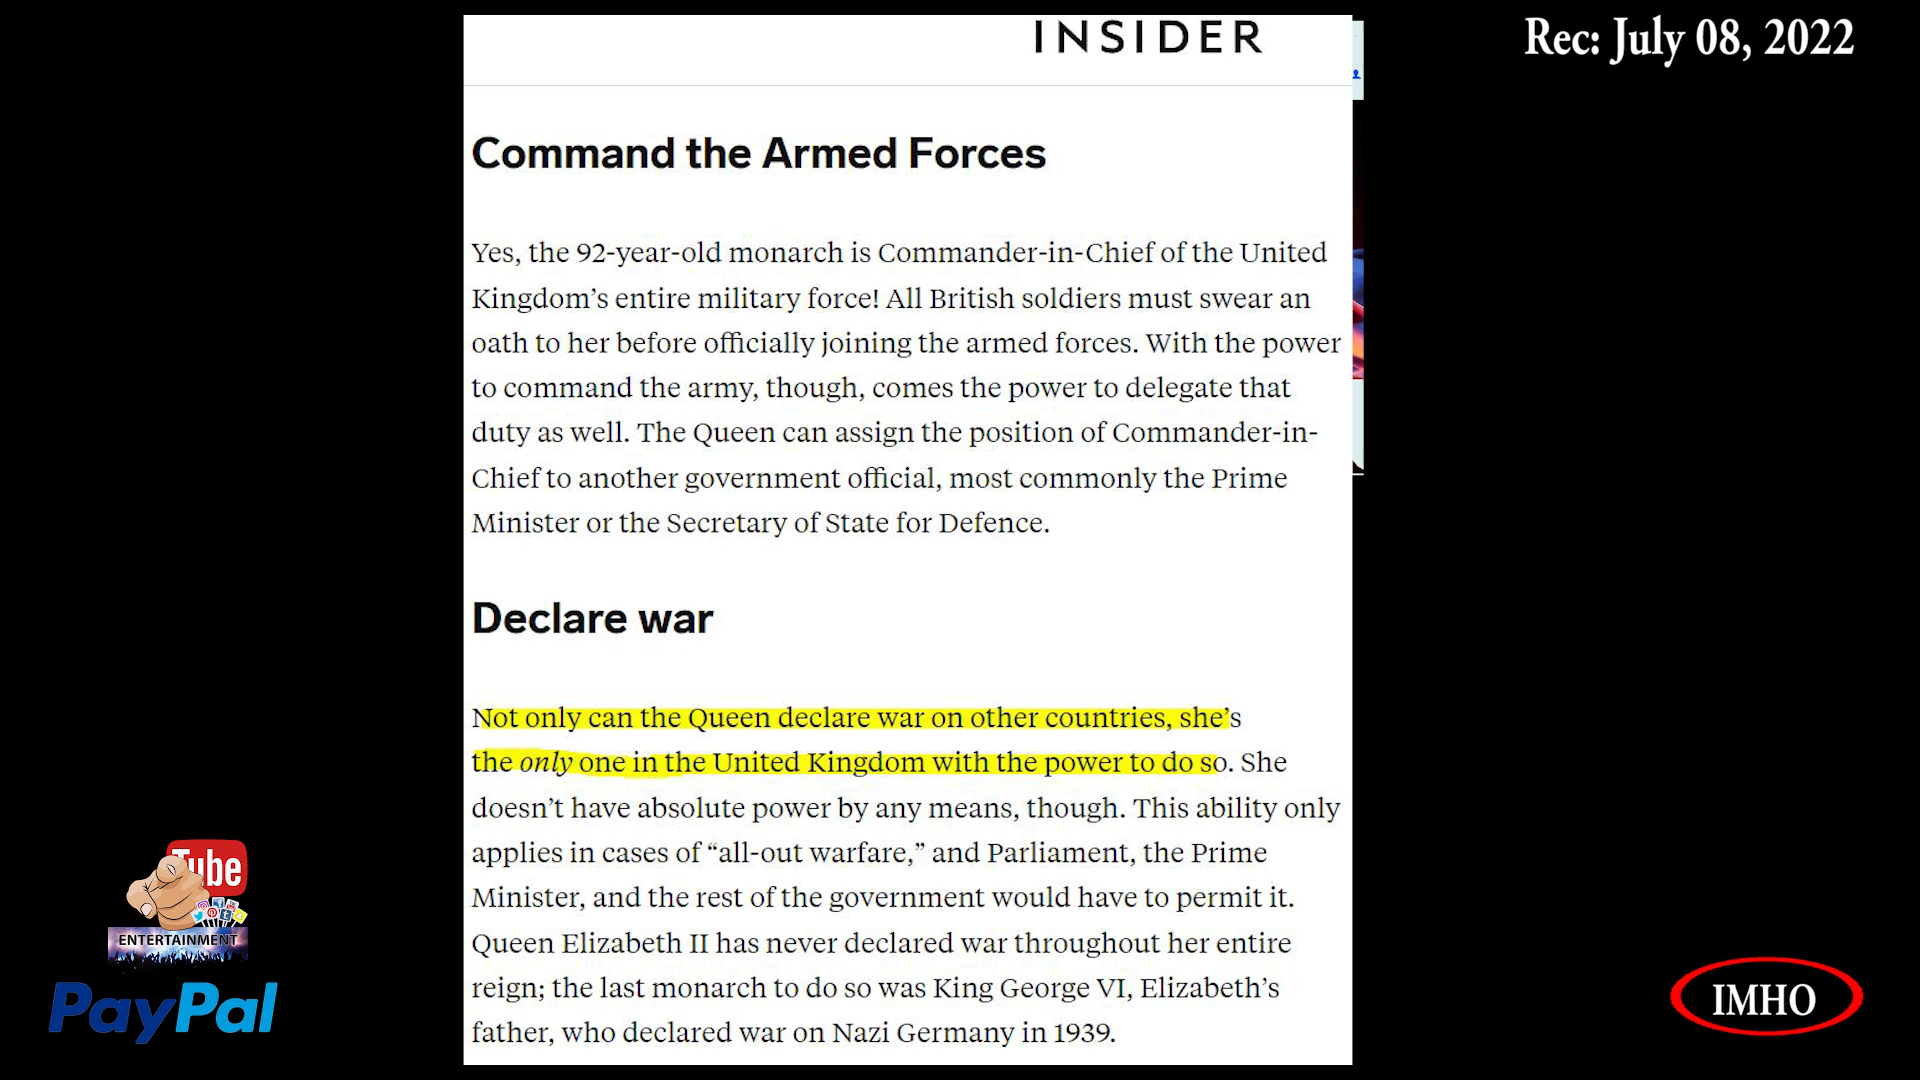 INSIDER
Rec: July 08, 2022
Command the Armed Forces
Yes, the 92-year-old monarch is Commander-in-Chief of the United
Kingdom’s entire military force! All British soldiers must swear an
oath to her before officially joining the armed forces. With the power
to command the army, though, comes the power to delegate that
duty as well. The Queen can assign the position of Commander-in-
Chief to another government official, most commonly the Prime
Minister or the Secretary of State for Defence.
Declare war
Not only can the Queen declare war on other countries, she’s
the only one in the United Kingdom with the power to do so. She
doesn’t have absolute power by any means, though. This ability only
applies in cases of “all-out warfare,” and Parliament, the Prime
Minister, and the rest of the government would have to permit it.
Queen Elizabeth II has never declared war throughout her entire
reign; the last monarch to do so was King George VI, Elizabeth’s
father, who declared war on Nazi Germany in 1939.
Tube
ENTERTAINMENT
PayPal
IMHO